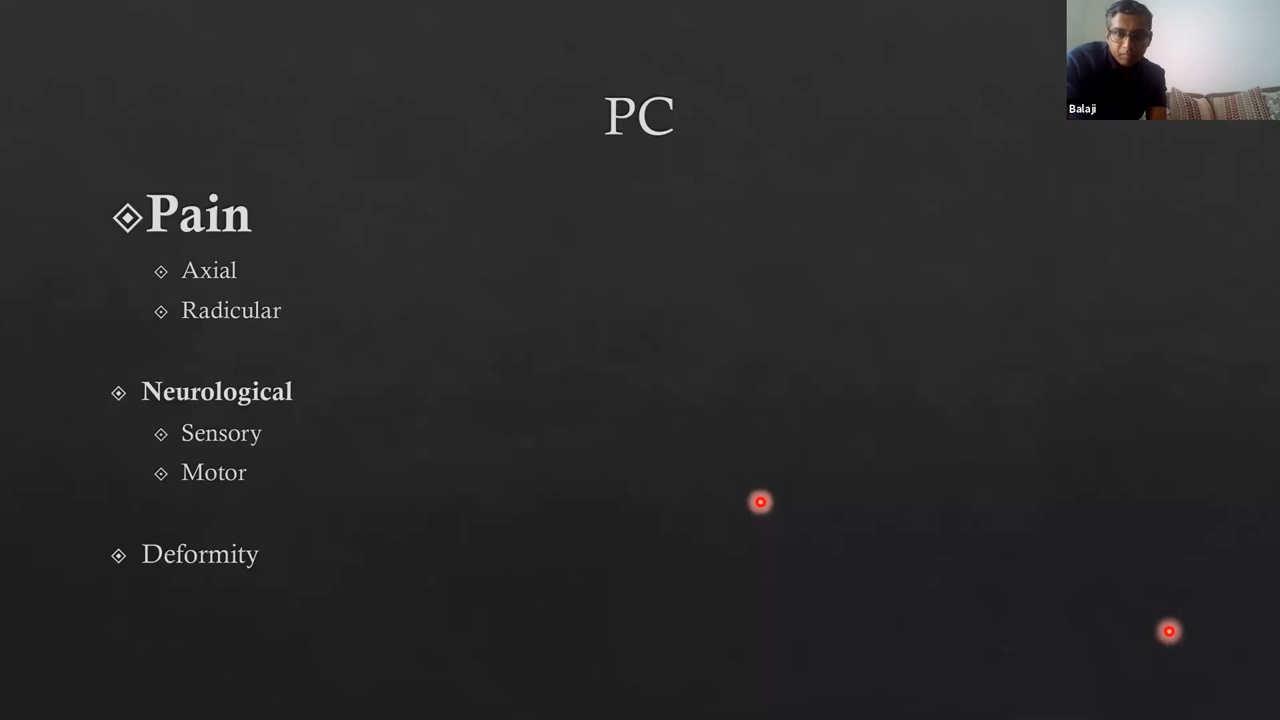 PC
Balaji
Pain
Axial
Radicular
Neurological
Sensory
Motor
Deformity